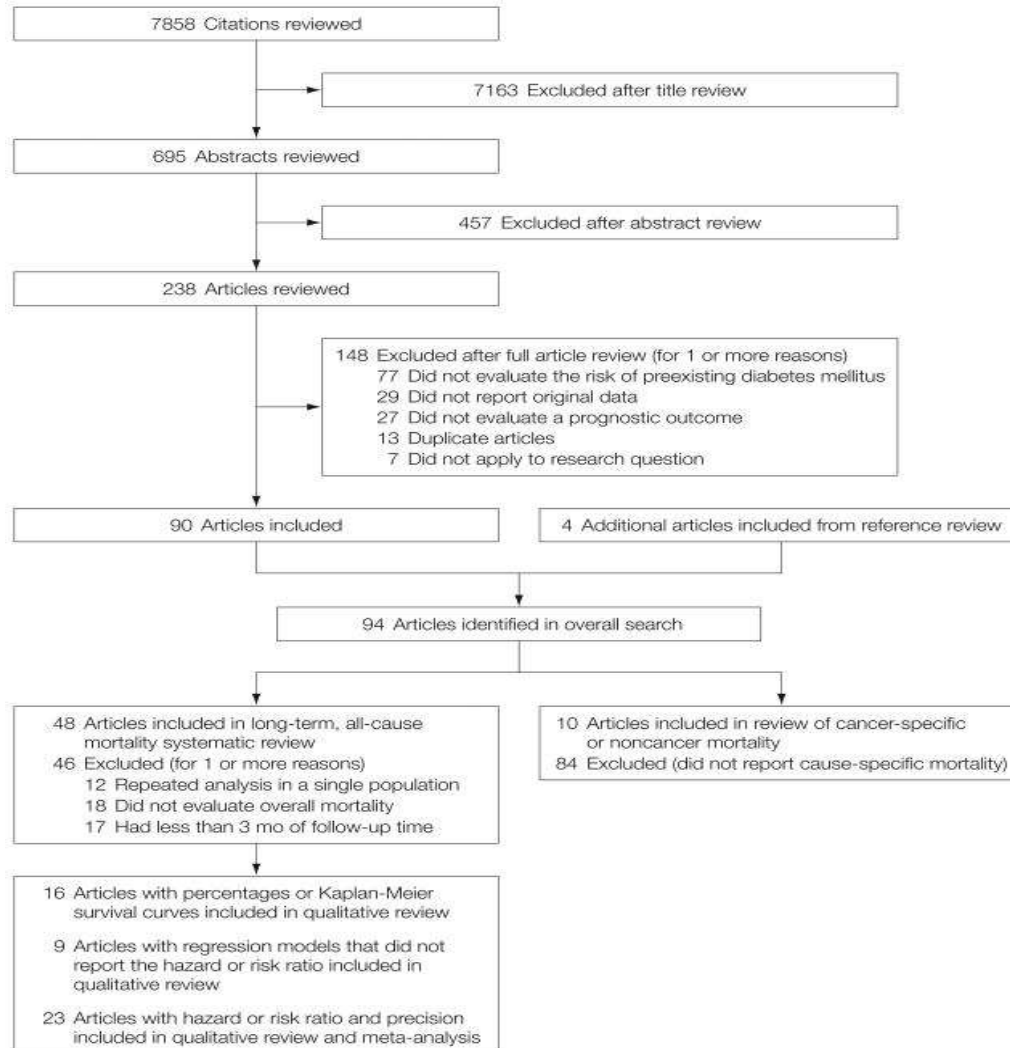 7858 Citations reviewed
7163 Excluded after title review
695 Abstracts reviewed
457 Excluded after abstract review
238 Articles reviewed
148 Excluded after full article review (for 1 or more reasons)
77 Did not evaluate the risk of preexisting diabetes mellitus
29 Did not report original data
27 Did not evaluate a prognostic outcome
13 Duplicate articles
7 Did not apply to research question
90 Articles included
4 Additional articles included from reference review
94 Articles identified in overall search
48 Articles included in long-term, all-cause
mortality systematic review
46 Excluded (for 1 or more reasons)
12 Repeated analysis in a single population
18 Did not evaluate overall mortality
17 Had less than 3 mo of follow-up time
10 Articles included in review of cancer-specific
or noncancer mortality
84 Excluded (did not report cause-specific mortality)
16 Articles with percentages or Kaplan-Meier
survival curves included in qualitative review
9 Articles with regression models that did not
report the hazard or risk ratio included in
qualitative review
23 Articles with hazard or risk ratio and precision
included in qualitative review and meta-analysis